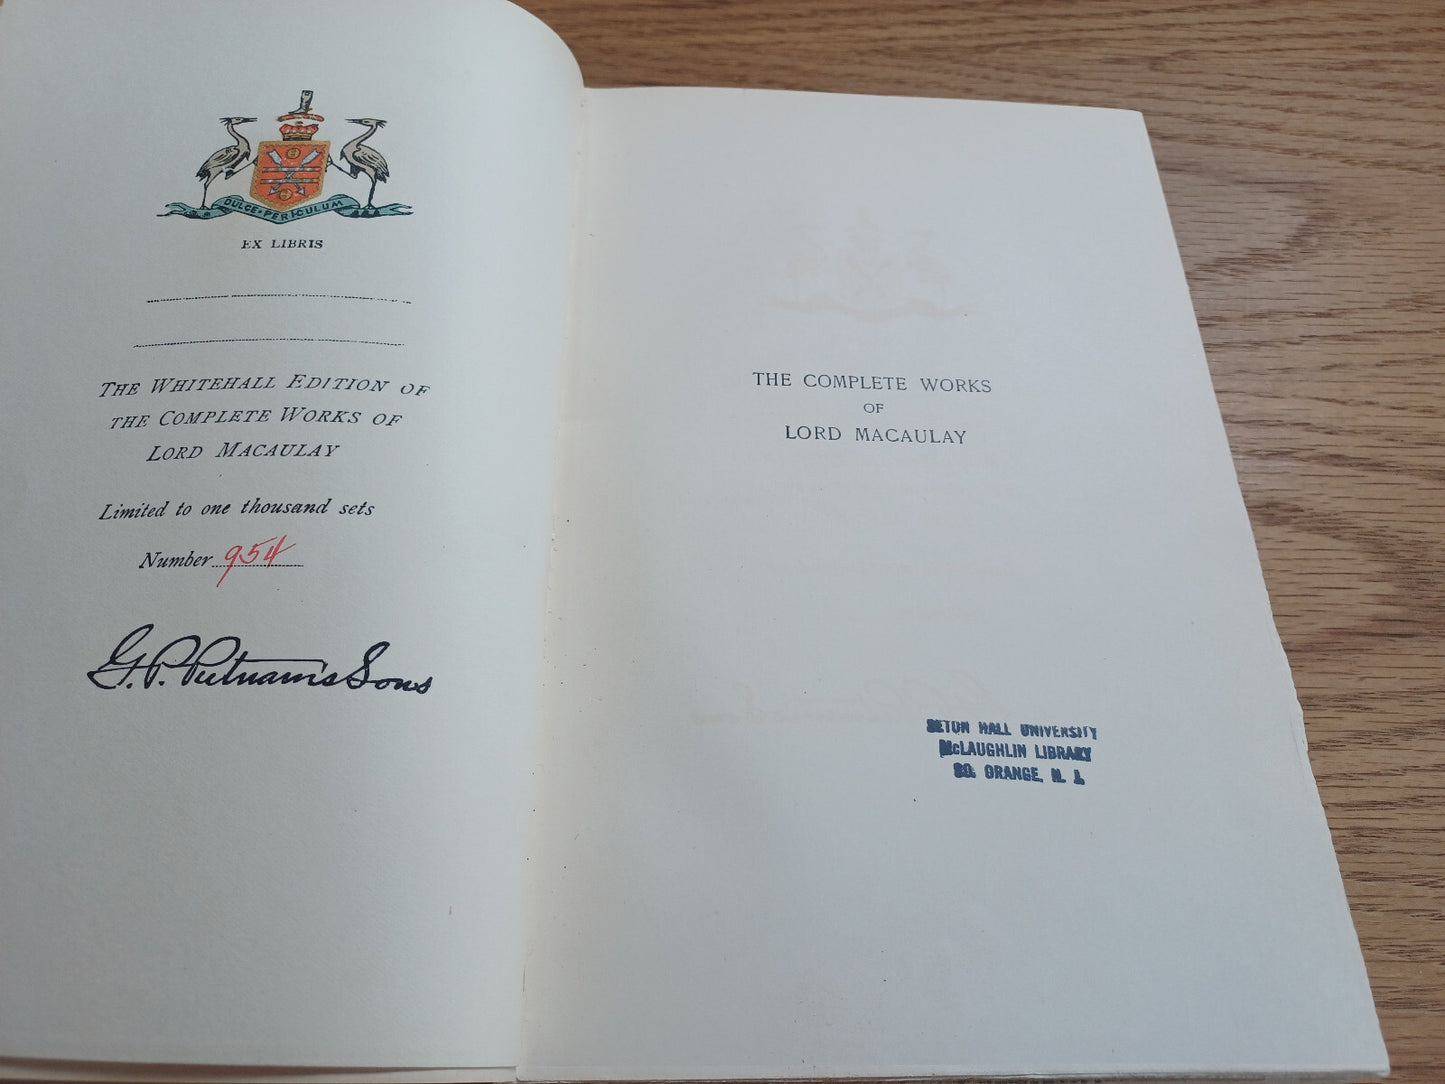 DULCE • PERICULUM
EX LIBRIS
THE WHITEHALL EDITION OF
THE COMPLETE WORKS OF
LORD MACAULAY
Limited to one thousand sets
Number 954
G. P. Putnam's Sons
THE COMPLETE WORKS
OF
LORD MACAULAY
SETON HALL UNIVERSITY
McLAUGHLIN LIBRARY
SO. ORANGE, N. J.